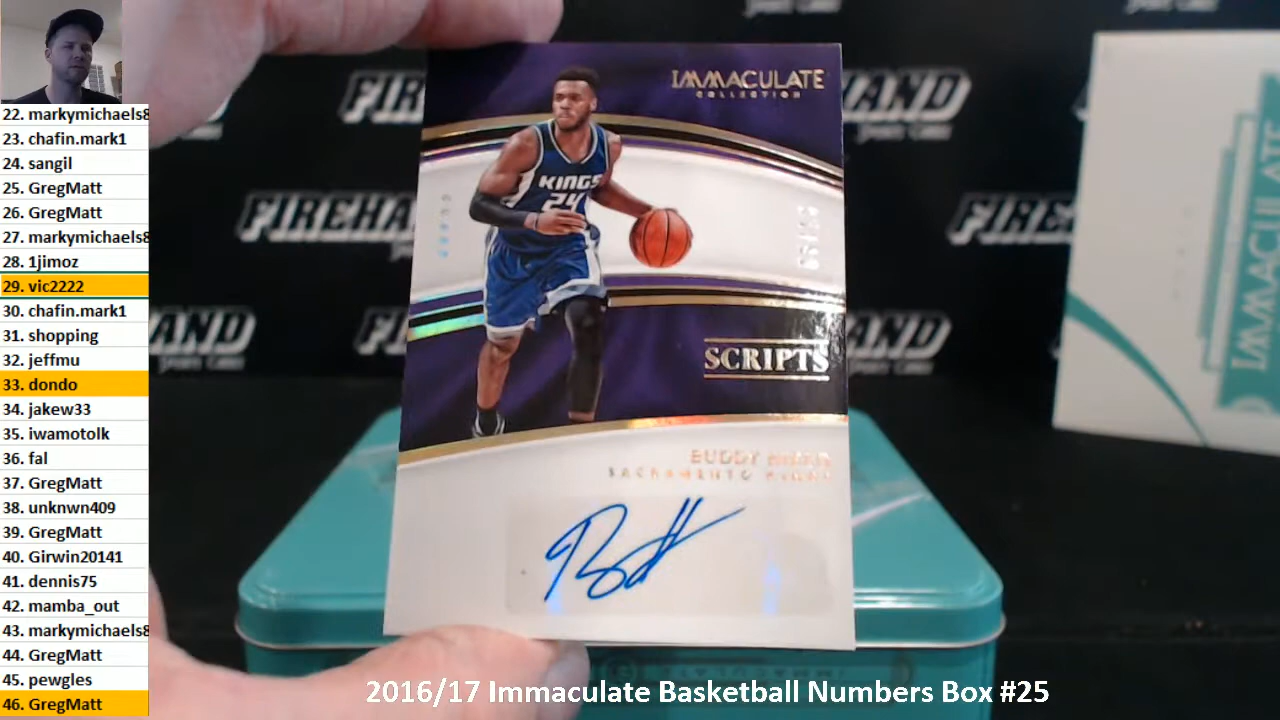 22. markymichaels8
23. chafin.mark1
24. sangil
25. GregMatt
26. GregMatt
27. markymichaels8
28. 1jimoz
29. vic2222
30. chafin.mark1
31. shopping
32. jeffmu
33. dondo
34. jakew33
35. iwamotolk
36. fal
37. GregMatt
38. unknwn409
39. GregMatt
40. Girwin20141
41. dennis75
42. mamba_out
43. markymichaels8
44. GregMatt
45. pewgles
46. GregMatt
IMMACULATE
COLLECTION
KINGS
24
SCRIPTS
BUDDY
SACRAMENTO KINGS
FIREHAND
IMMACULATE
2016/17 Immaculate Basketball Numbers Box #25